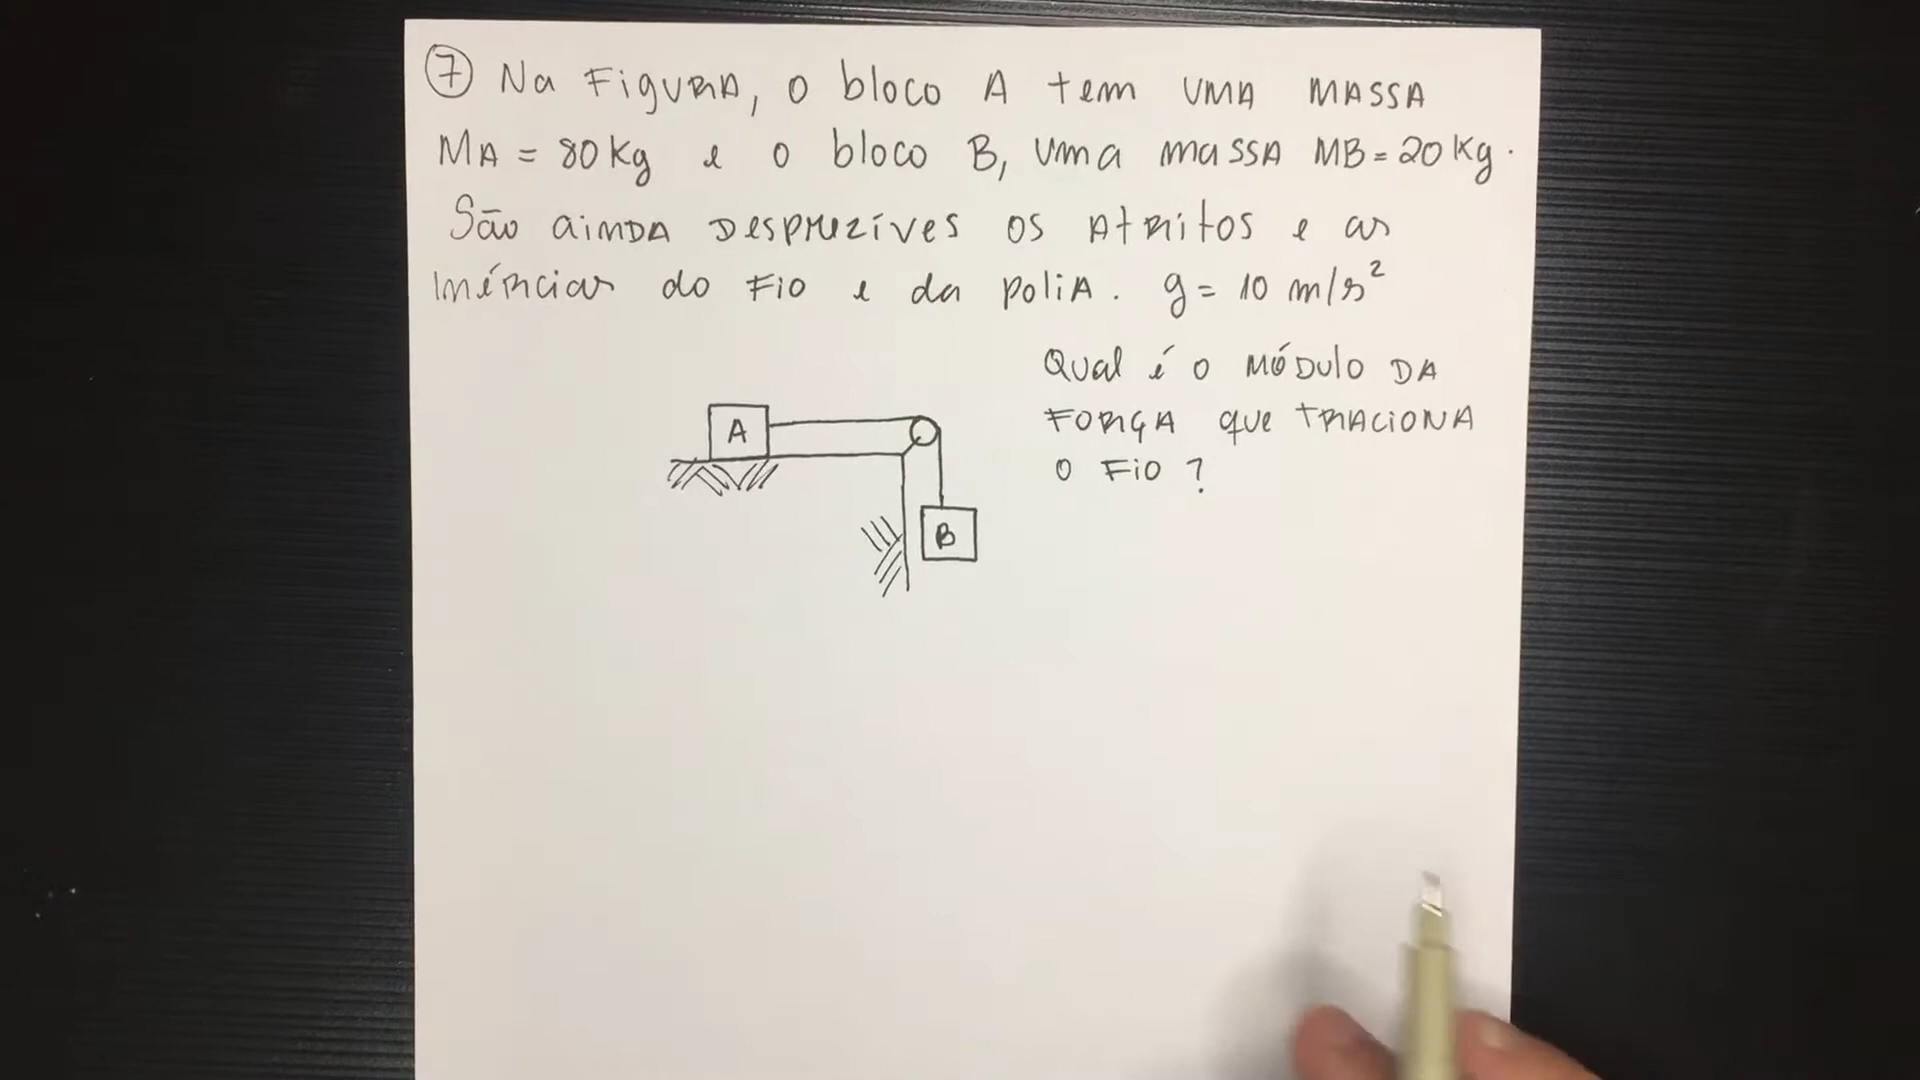 7 Na Figura, o bloco A tem uma massa
MA = 80 kg e o bloco B, uma massa MB = 20 kg.
São ainda desprezíves os atritos e as
inércias do fio e da polia. g = 10 m/s²
Qual é o módulo da
força que traciona
o fio ?
A
B